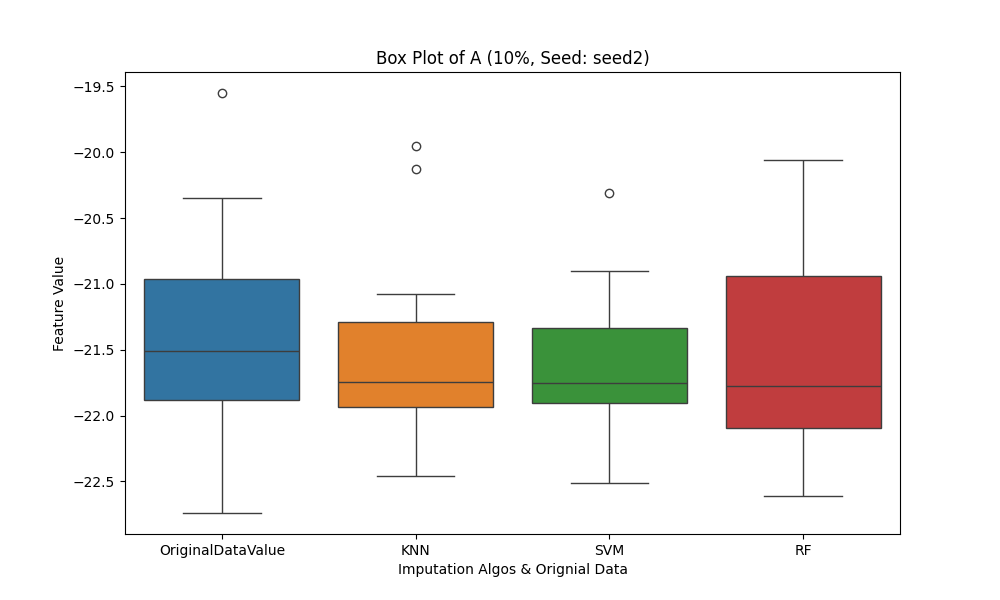 Box Plot of A (10%, Seed: seed2)
Feature Value
−19.5
−20.0
−20.5
−21.0
−21.5
−22.0
−22.5
OriginalDataValue KNN SVM RF
Imputation Algos & Orignial Data